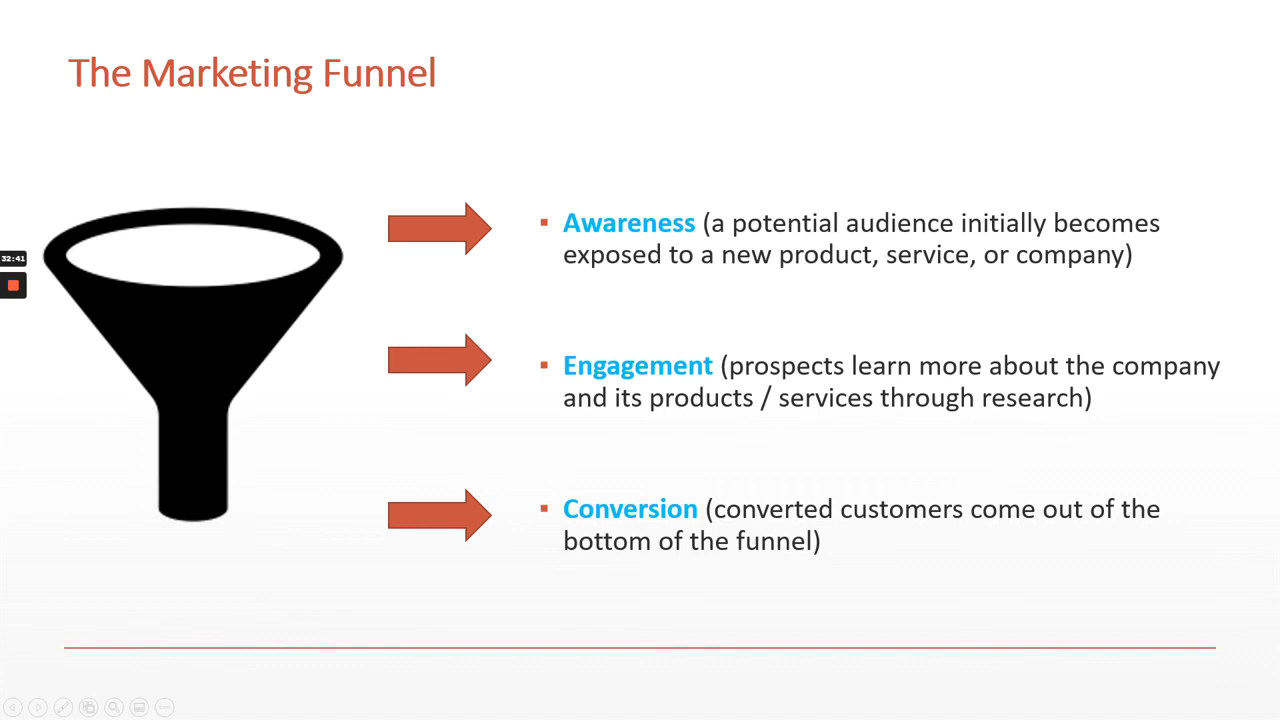 The Marketing Funnel
32:41
▪ Awareness (a potential audience initially becomes
exposed to a new product, service, or company)
▪ Engagement (prospects learn more about the company
and its products / services through research)
▪ Conversion (converted customers come out of the
bottom of the funnel)